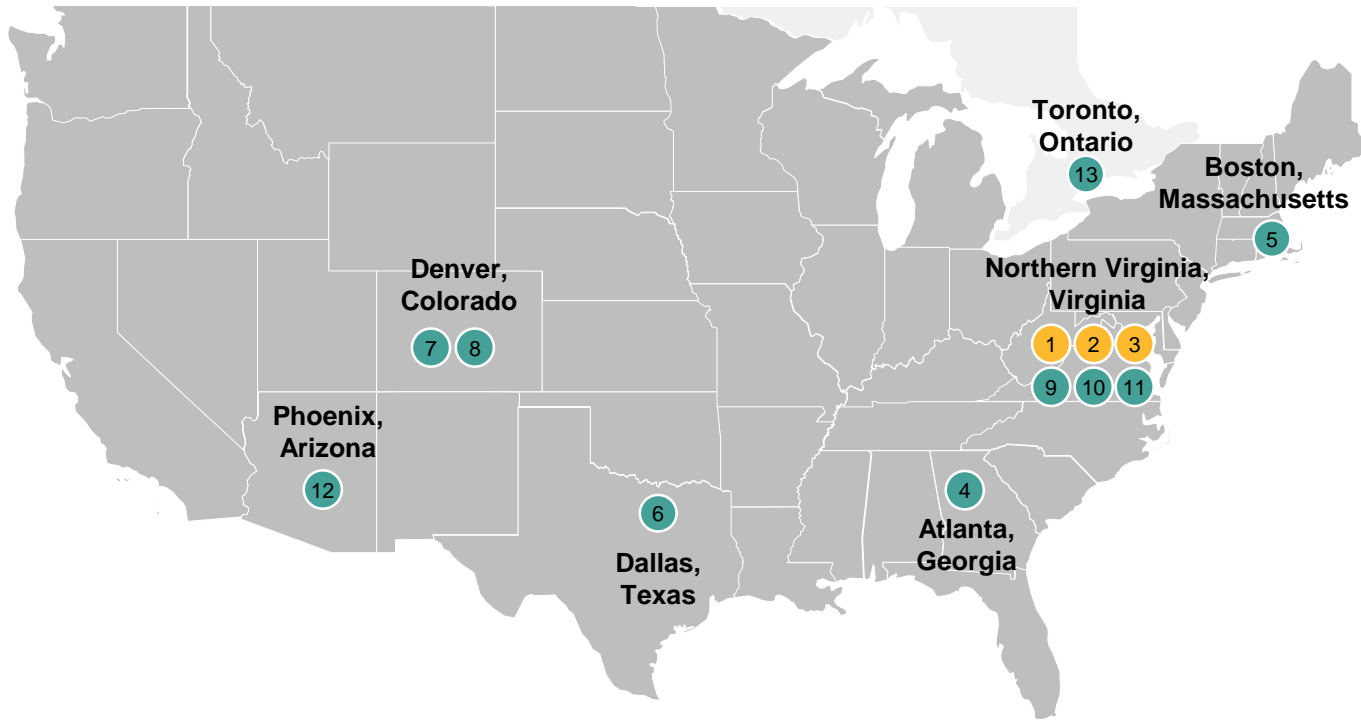 Toronto,
Ontario
13
Boston,
Massachusetts
5
Northern Virginia,
Virginia
1 2 3
9 10 11
Denver,
Colorado
7 8
Phoenix,
Arizona
12
6
Dallas,
Texas
4
Atlanta,
Georgia